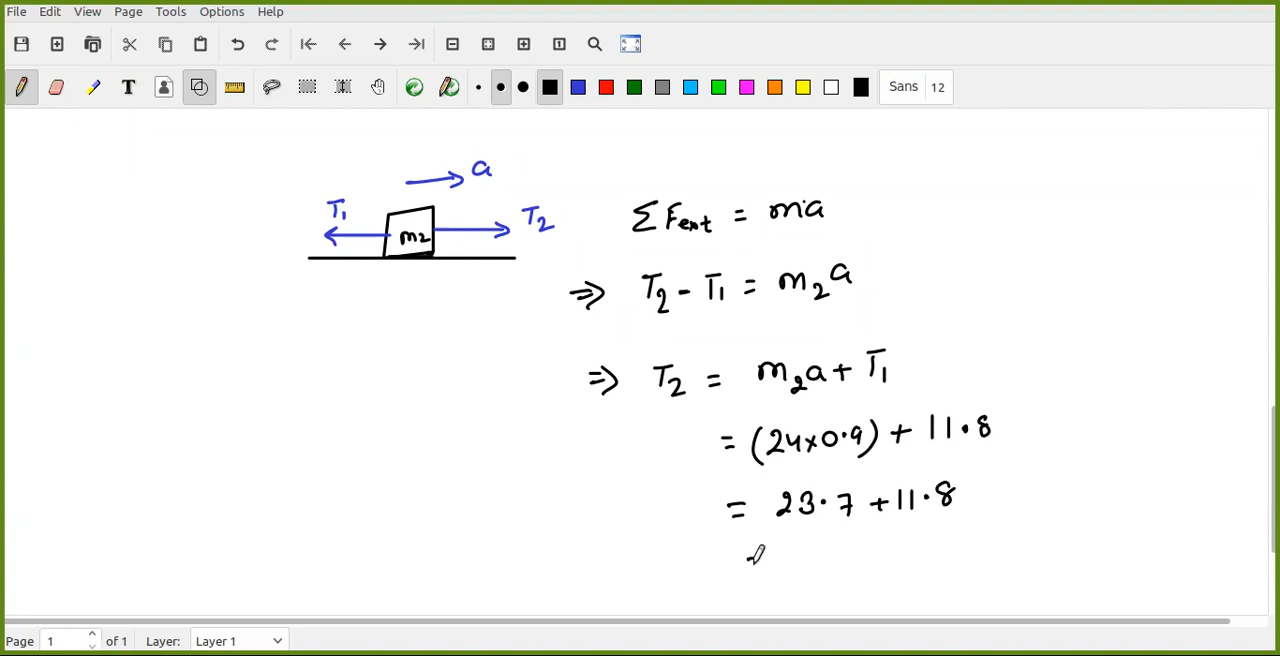 File Edit View Page Tools Options Help
Sans 12
a
T1 T2
m2
∑Fext = ma
⇒ T2 - T1 = m2a
⇒ T2 = m2a + T1
= (24×0.9) + 11.8
= 23.7 + 11.8
Page 1 of 1 Layer: Layer 1